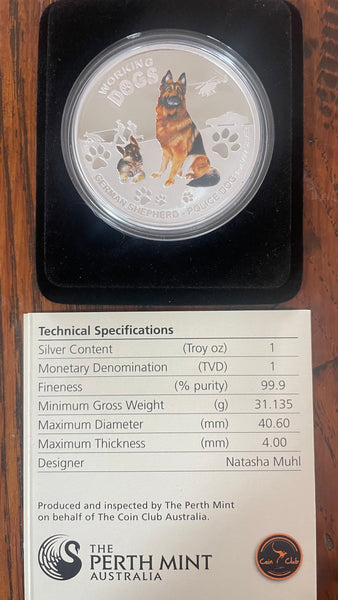 WORKING
DOGS
GERMAN SHEPHERD - POLICE DOG
Technical Specifications
Silver Content (Troy oz) 1
Monetary Denomination (TVD) 1
Fineness (% purity) 99.9
Minimum Gross Weight (g) 31.135
Maximum Diameter (mm) 40.60
Maximum Thickness (mm) 4.00
Designer Natasha Muhl
Produced and inspected by The Perth Mint
on behalf of The Coin Club Australia.
THE
PERTH MINT
AUSTRALIA
Coin Club